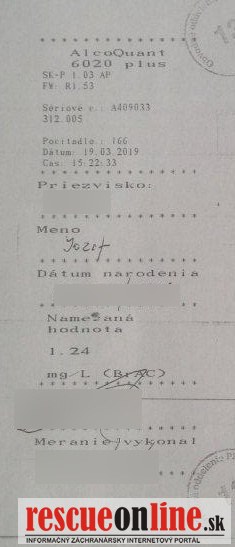 * * * * * * * * * * * * * * *
AlcoQuant
6020 plus
SK-P 1.03 AP
FW: R1.53
Sériové č.: A409033
312.005
Počitadlo : 166
Dátum: 19.03.2019
Čas: 15:22:33
* * * * * * * * * * * * * * *
Priezvisko:
Meno
Jozef
* * * * * * * * * * * * * * *
Dátum narodenia
* * * * * * * * * * * * * * *
Nameraná
hodnota
1.24
mg/L (BrAC)
* * * * * * * * * * * * * * *
Meranie vykonal
rescueonline.sk
INFORMAČNÝ ZÁCHRANÁRSKY INTERNETOVÝ PORTÁL